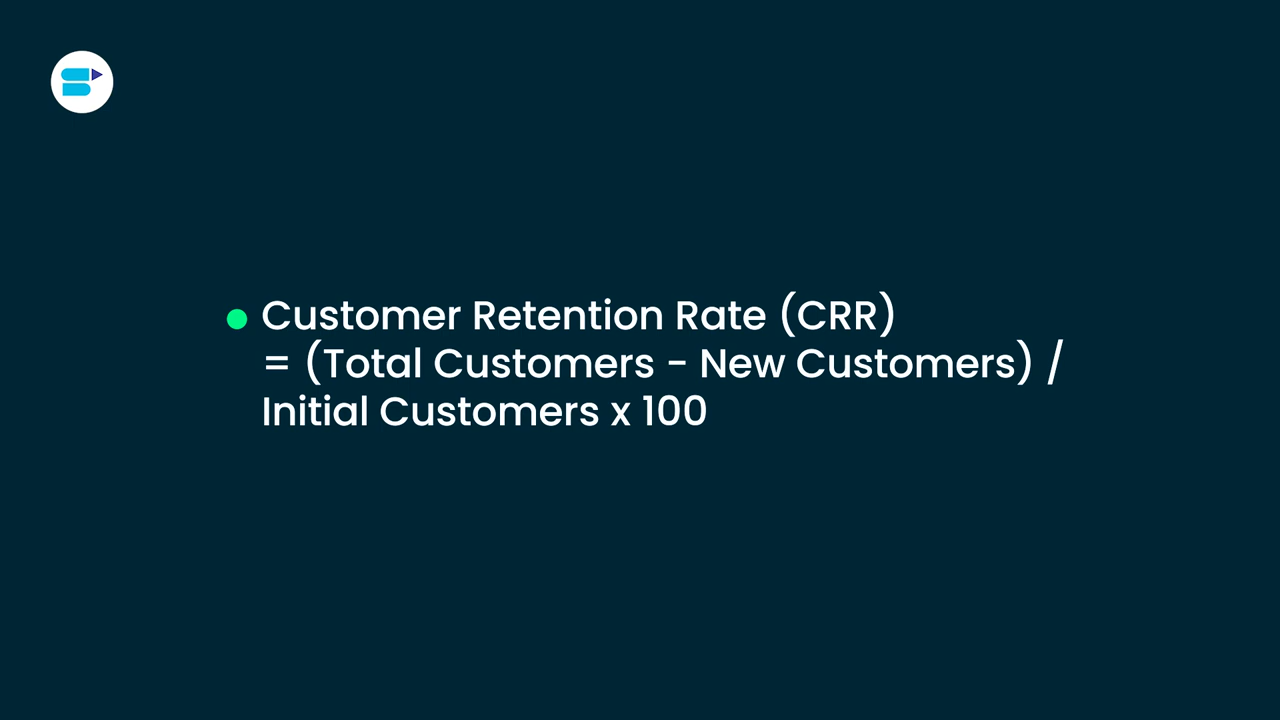 Customer Retention Rate (CRR)
= (Total Customers - New Customers) /
Initial Customers x 100